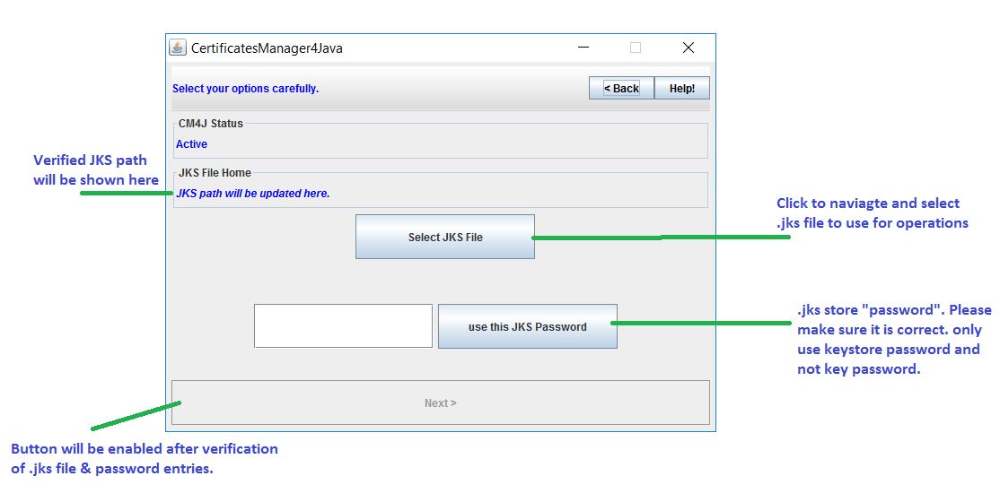 CertificatesManager4Java
Select your options carefully.
< Back
Help!
CM4J Status
Active
Verified JKS path
will be shown here
JKS File Home
JKS path will be updated here.
Click to naviagte and select
.jks file to use for operations
Select JKS File
.jks store "password". Please
make sure it is correct. only
use keystore password and
not key password.
use this JKS Password
Next >
Button will be enabled after verification
of .jks file & password entries.